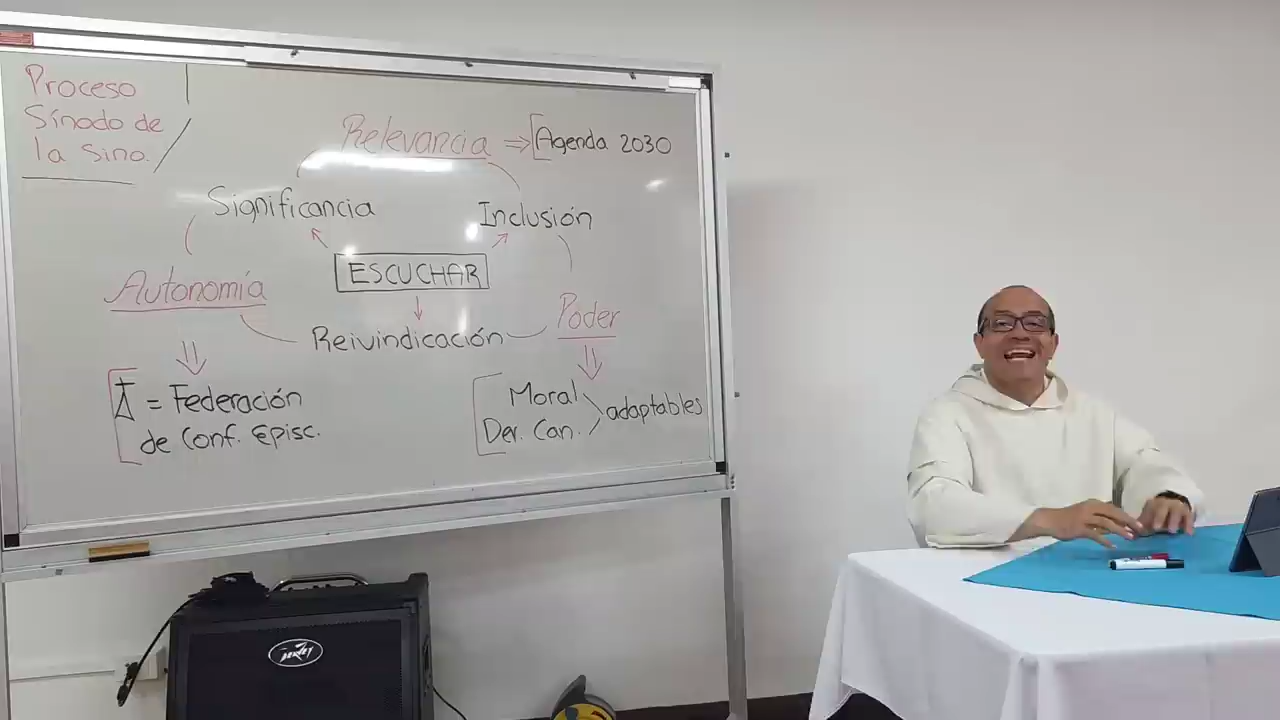 Proceso
Sínodo de
la Sino.
Relevancia ⇒ [Agenda 2030
Significancia
Inclusión
ESCUCHAR
Autonomía
Poder
Reivindicación
= Federación
de Conf. Episc.
Moral
Der. Can.
adaptables
PEAVEY